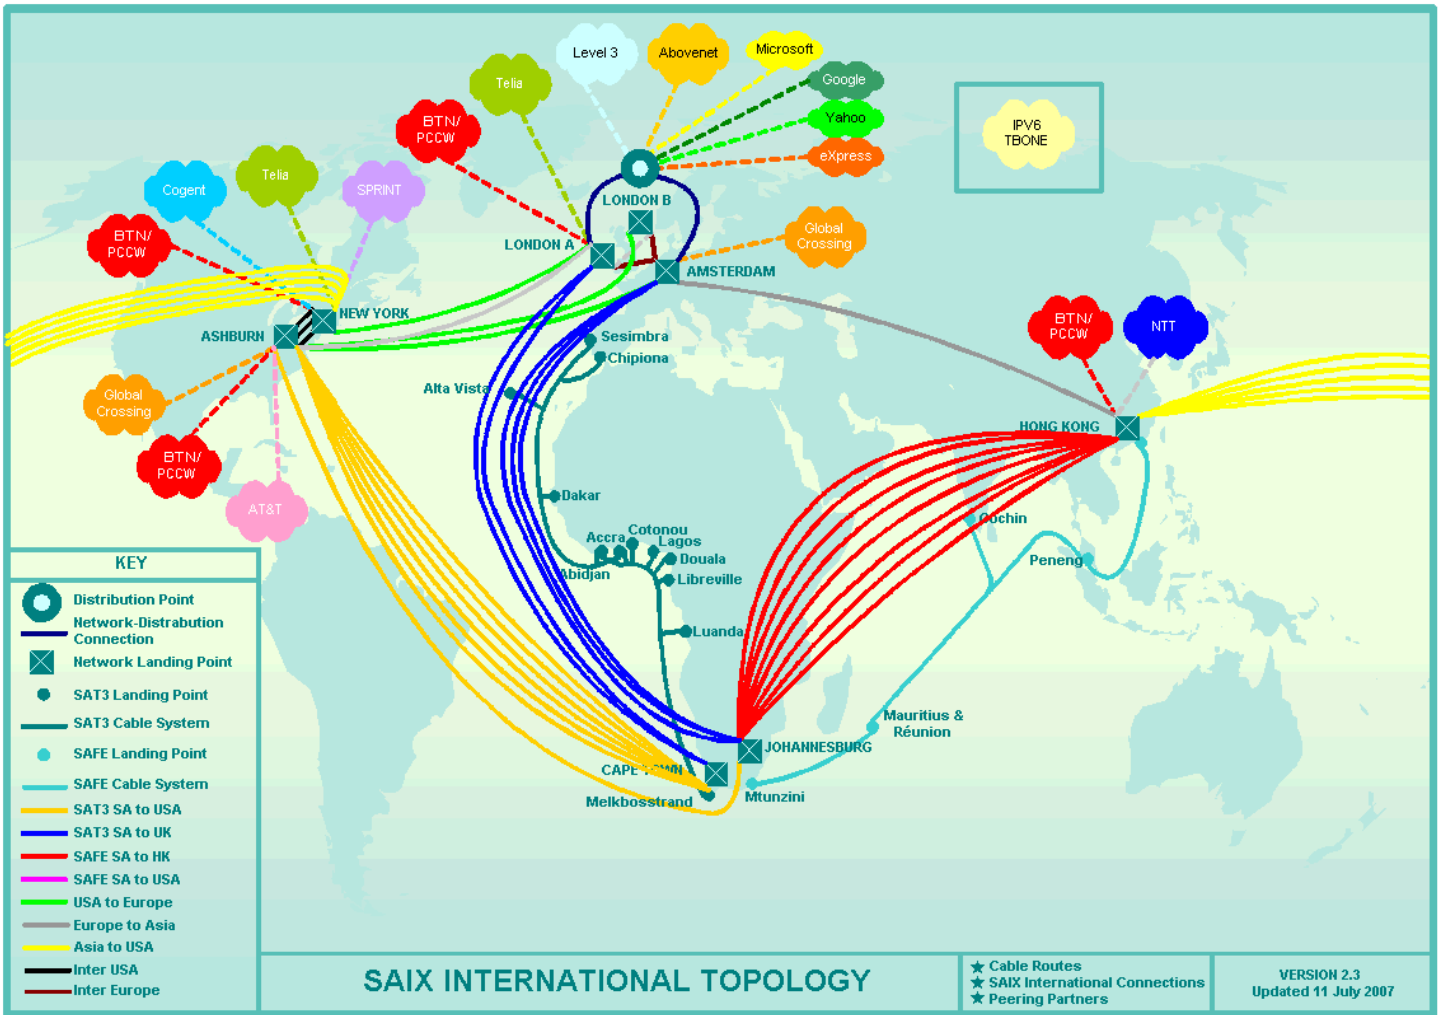 Level 3
Abovenet
Microsoft
Google
Yahoo
eXpress
Telia
BTN/
PCCW
IPV6
TBONE
Cogent
Telia
SPRINT
BTN/
PCCW
LONDON B
LONDON A
Global
Crossing
AMSTERDAM
NEW YORK
ASHBURN
BTN/
PCCW
NTT
Sesimbra
Chipiona
Alta Vista
Global
Crossing
HONG KONG
BTN/
PCCW
AT&T
Dakar
Cochin
Cotonou
Accra
Lagos
Abidjan
Douala
Libreville
Peneng
Luanda
Mauritius &
Réunion
JOHANNESBURG
CAPE TOWN
Melkbosstrand
Mtunzini
KEY
Distribution Point
Network-Distrabution
Connection
Network Landing Point
SAT3 Landing Point
SAT3 Cable System
SAFE Landing Point
SAFE Cable System
SAT3 SA to USA
SAT3 SA to UK
SAFE SA to HK
SAFE SA to USA
USA to Europe
Europe to Asia
Asia to USA
Inter USA
Inter Europe
SAIX INTERNATIONAL TOPOLOGY
Cable Routes
SAIX International Connections
Peering Partners
VERSION 2.3
Updated 11 July 2007